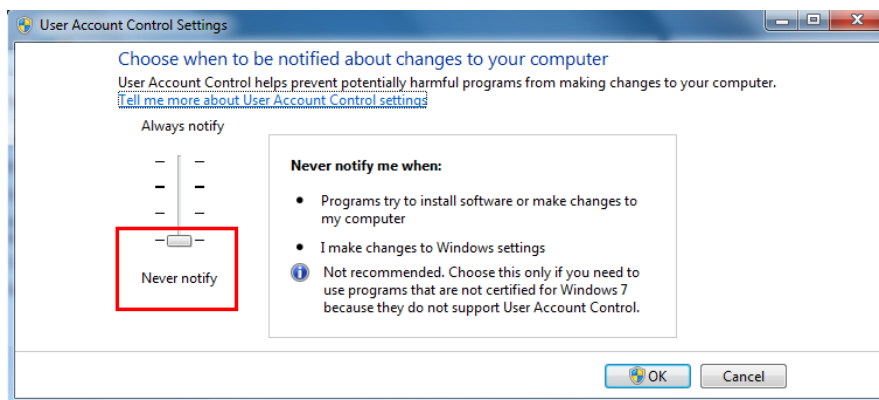 User Account Control Settings
Choose when to be notified about changes to your computer
User Account Control helps prevent potentially harmful programs from making changes to your computer.
Tell me more about User Account Control settings
Always notify
Never notify me when:
Programs try to install software or make changes to
my computer
I make changes to Windows settings
Not recommended. Choose this only if you need to
use programs that are not certified for Windows 7
because they do not support User Account Control.
Never notify
OK
Cancel